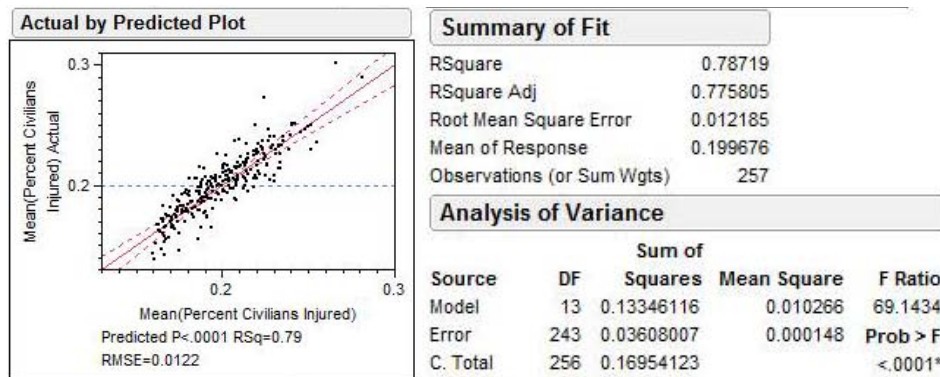 Actual by Predicted Plot
0.3
0.2
Mean(Percent Civilians
Injured) Actual
0.2
0.3
Mean(Percent Civilians Injured)
Predicted P<.0001 RSq=0.79
RMSE=0.0122
Summary of Fit
RSquare 0.78719
RSquare Adj 0.775805
Root Mean Square Error 0.012185
Mean of Response 0.199676
Observations (or Sum Wgts) 257
Analysis of Variance
Sum of
Source DF Squares Mean Square F Ratio
Model 13 0.13346116 0.010266 69.1434
Error 243 0.03608007 0.000148 Prob > F
C. Total 256 0.16954123 <.0001*